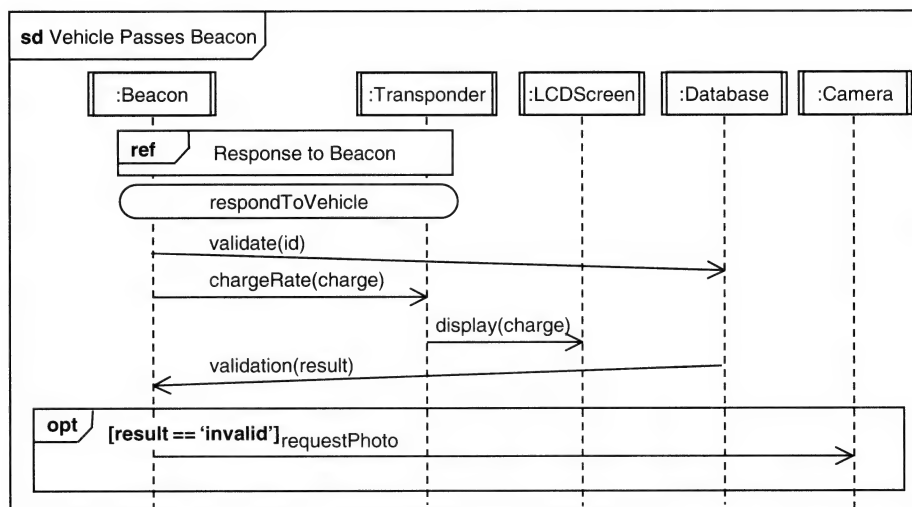 sd Vehicle Passes Beacon
:Beacon :Transponder :LCDScreen :Database :Camera
ref Response to Beacon
respondToVehicle
validate(id)
chargeRate(charge)
display(charge)
validation(result)
opt [result == ‘invalid’] requestPhoto